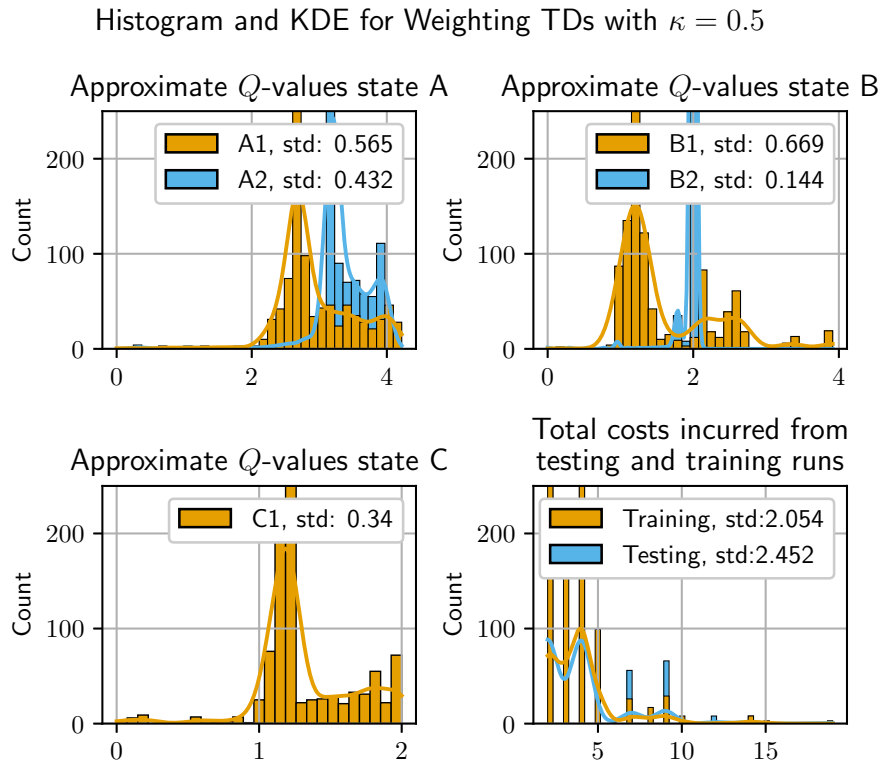 Histogram and KDE for Weighting TDs with κ = 0.5
Approximate Q-values state A
Count
200
100
0
0
2
4
A1, std: 0.565
A2, std: 0.432
Approximate Q-values state B
Count
200
100
0
0
2
4
B1, std: 0.669
B2, std: 0.144
Approximate Q-values state C
Count
200
100
0
0
1
2
C1, std: 0.34
Total costs incurred from
testing and training runs
Count
200
100
0
5
10
15
Training, std:2.054
Testing, std:2.452